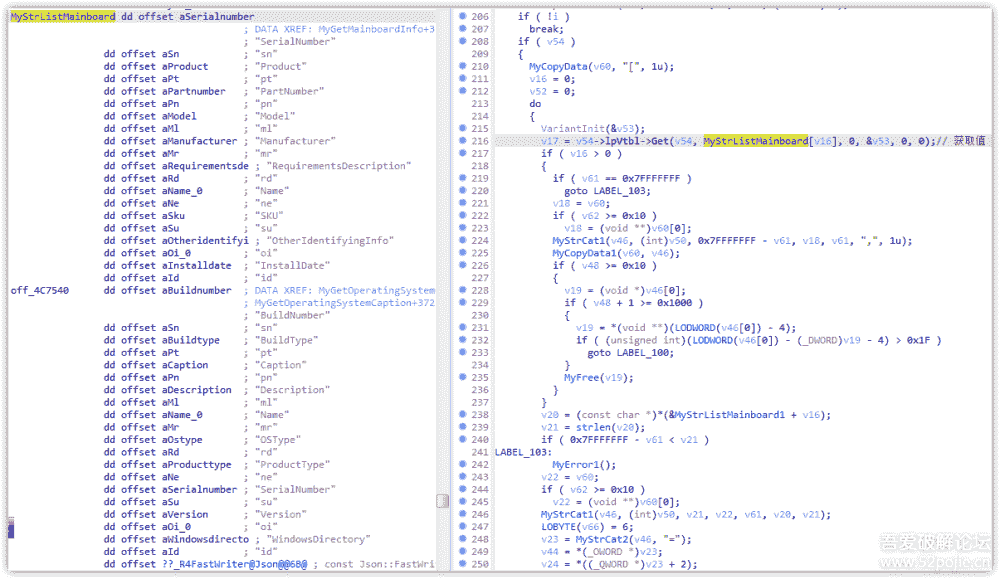 MyStrListMainboard dd offset aSerialnumber
; DATA XREF: MyGetMainboardInfo+3
; "SerialNumber"
dd offset aSn ; "sn"
dd offset aProduct ; "Product"
dd offset aPt ; "pt"
dd offset aPartnumber ; "PartNumber"
dd offset aPn ; "pn"
dd offset aModel ; "Model"
dd offset aMl ; "ml"
dd offset aManufacturer ; "Manufacturer"
dd offset aMr ; "mr"
dd offset aRequirementsde ; "RequirementsDescription"
dd offset aRd ; "rd"
dd offset aName_0 ; "Name"
dd offset aNe ; "ne"
dd offset aSku ; "SKU"
dd offset aSu ; "su"
dd offset aOtheridentifyi ; "OtherIdentifyingInfo"
dd offset aOi_0 ; "oi"
dd offset aInstalldate ; "InstallDate"
dd offset aId ; "id"
off_4C7540 dd offset aBuildnumber ; DATA XREF: MyGetOperatingSystem
; MyGetOperatingSystemCaption+372
; "BuildNumber"
dd offset aSn ; "sn"
dd offset aBuildtype ; "BuildType"
dd offset aPt ; "pt"
dd offset aCaption ; "Caption"
dd offset aPn ; "pn"
dd offset aDescription ; "Description"
dd offset aMl ; "ml"
dd offset aName_0 ; "Name"
dd offset aMr ; "mr"
dd offset aOstype ; "OSType"
dd offset aRd ; "rd"
dd offset aProducttype ; "ProductType"
dd offset aNe ; "ne"
dd offset aSerialnumber ; "SerialNumber"
dd offset aSu ; "su"
dd offset aVersion ; "Version"
dd offset aOi_0 ; "oi"
dd offset aWindowsdirecto ; "WindowsDirectory"
dd offset aId ; "id"
dd offset ??_R4FastWriter@Json@@6B@ ; const Json::FastWri
206 if ( !i )
207 break;
208 if ( v54 )
209 {
210 MyCopyData(v60, "[", 1u);
211 v16 = 0;
212 v52 = 0;
213 do
214 {
215 VariantInit(&v53);
216 v17 = v54->lpVtbl->Get(v54, MyStrListMainboard[v16], 0, &v53, 0, 0);// 获取值
217 if ( v16 > 0 )
218 {
219 if ( v61 == 0x7FFFFFFF )
220 goto LABEL_103;
221 v18 = v60;
222 if ( v62 >= 0x10 )
223 v18 = (void **)v60[0];
224 MyStrCat1(v46, (int)v50, 0x7FFFFFFF - v61, v18, v61, ",", 1u);
225 MyCopyData1(v60, v46);
226 if ( v48 >= 0x10 )
227 {
228 v19 = (void *)v46[0];
229 if ( v48 + 1 >= 0x1000 )
230 {
231 v19 = *(void **)(LODWORD(v46[0]) - 4);
232 if ( (unsigned int)(LODWORD(v46[0]) - (_DWORD)v19 - 4) > 0x1F )
233 goto LABEL_100;
234 }
235 MyFree(v19);
236 }
237 }
238 v20 = (const char *)*(&MyStrListMainboard1 + v16);
239 v21 = strlen(v20);
240 if ( 0x7FFFFFFF - v61 < v21 )
241 LABEL_103:
242 MyError1();
243 v22 = v60;
244 if ( v62 >= 0x10 )
245 v22 = (void **)v60[0];
246 MyStrCat1(v46, (int)v50, v21, v22, v61, v20, v21);
247 LOBYTE(v66) = 6;
248 v23 = MyStrCat2(v46, "=");
249 v44 = *(_OWORD *)v23;
250 v24 = *((_QWORD *)v23 + 2);
吾爱破解论坛
www.52pojie.cn